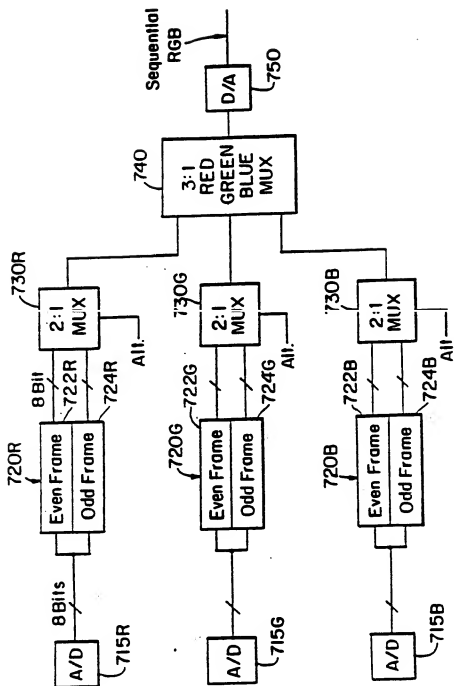 715R
A/D
8 Bits
720R
Even Frame
Odd Frame
722R
724R
8 Bit
730R
2:1
MUX
Alt.
715G
A/D
720G
Even Frame
Odd Frame
722G
724G
730G
2:1
MUX
Alt.
715B
A/D
720B
Even Frame
Odd Frame
722B
724B
730B
2:1
MUX
Alt.
740
3:1
RED
GREEN
BLUE
MUX
D/A
750
Sequential
RGB